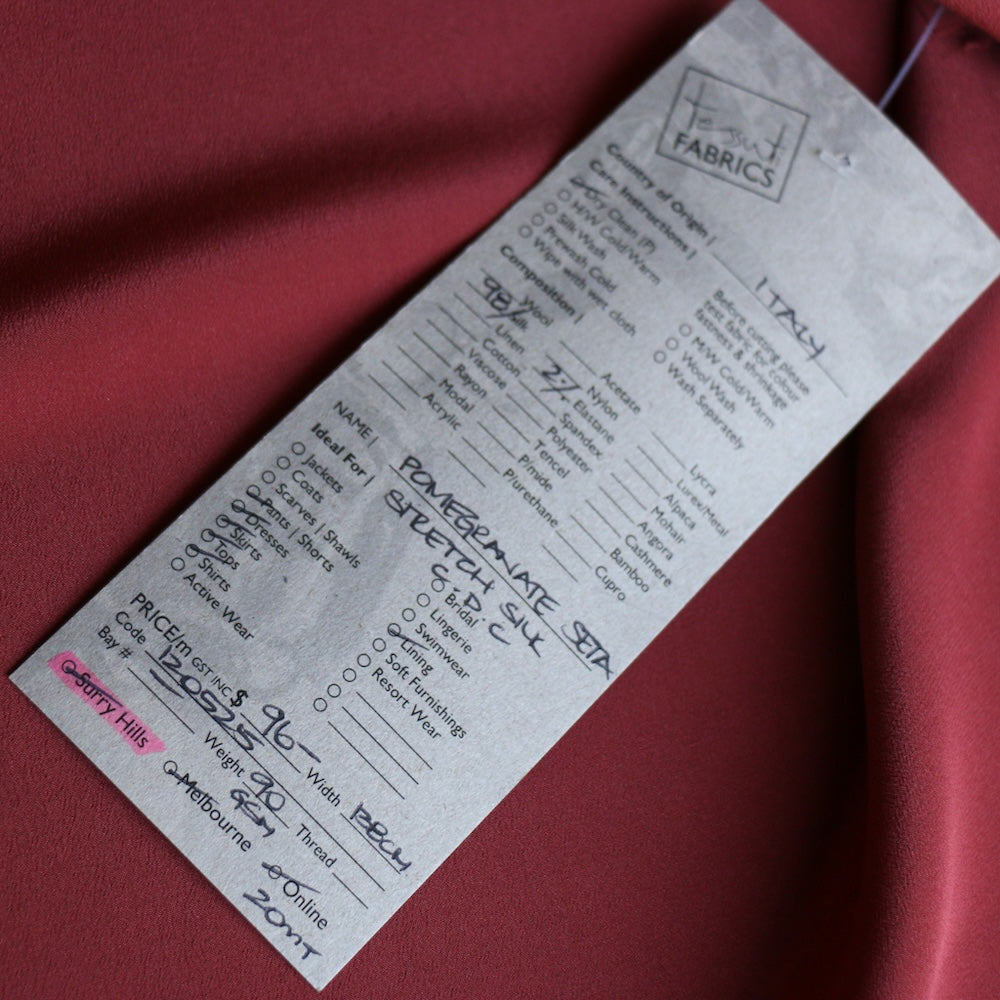 tessuti
FABRICS
Country of Origin | ITALY
Care Instructions |
Dry Clean (P)
M/W Cold/Warm
Silk Wash
Prewash Cold
Wipe with wet cloth
Before cutting please
test fabric for colour
fastness & shrinkage
M/W Cold/Warm
Wool Wash
Wash Separately
Composition |
Wool
98% Silk
Linen
Cotton
Viscose
Rayon
Modal
Acrylic
Acetate
Nylon
2% Elastane
Spandex
Polyester
Tencel
P/mide
P/urethane
Lycra
Lurex/Metal
Alpaca
Mohair
Angora
Cashmere
Bamboo
Cupro
NAME | POMEGRANATE SETA
STRETCH SILK
C.D.C
Ideal For |
Jackets
Coats
Scarves | Shawls
Pants | Shorts
Dresses
Skirts
Tops
Shirts
Active Wear
Bridal
Lingerie
Swimwear
Lining
Soft Furnishings
Resort Wear
PRICE/m GST INC $ 96- Width 138CM
Code 120525 Weight 90 GSM Thread
Bay #
Surry Hills Melbourne Online
20MT